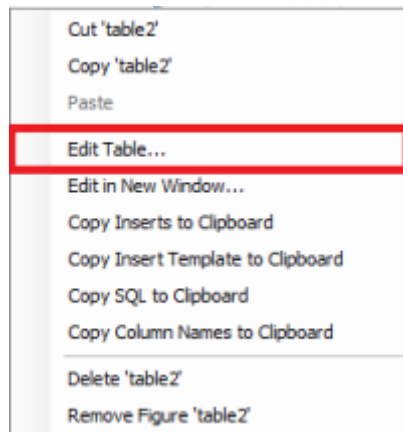 Cut 'table2'
Copy 'table2'
Paste
Edit Table...
Edit in New Window...
Copy Inserts to Clipboard
Copy Insert Template to Clipboard
Copy SQL to Clipboard
Copy Column Names to Clipboard
Delete 'table2'
Remove Figure 'table2'